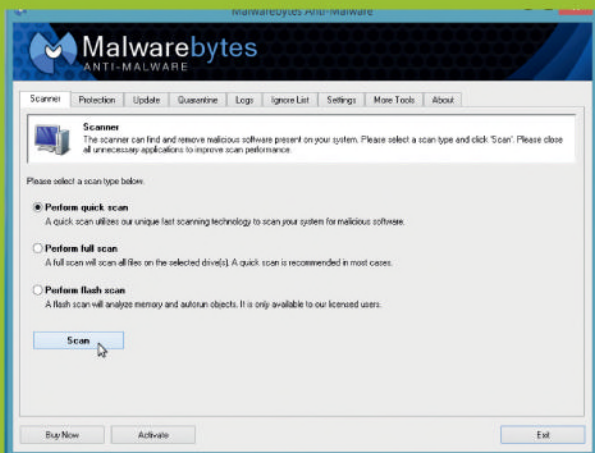 Malwarebytes Anti-Malware
Malwarebytes
ANTI-MALWARE
Scanner Protection Update Quarantine Logs Ignore List Settings More Tools About
Scanner
The scanner can find and remove malicious software present on your system. Please select a scan type and click 'Scan'. Please close
all unnecessary applications to improve scan performance.
Please select a scan type below.
Perform quick scan
A quick scan utilizes our unique fast scanning technology to scan your system for malicious software.
Perform full scan
A full scan will scan all files on the selected drive(s). A quick scan is recommended in most cases.
Perform flash scan
A flash scan will analyze memory and autorun objects. It is only available to our licensed users.
Scan
Buy Now Activate Exit